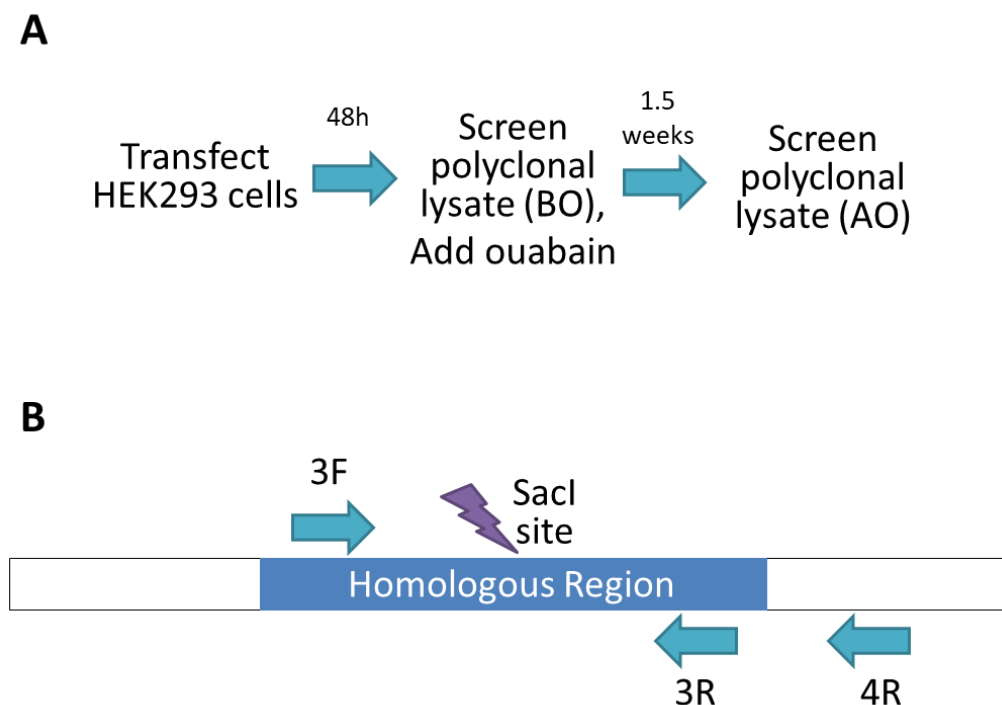 A
Transfect
HEK293 cells
48h
Screen
polyclonal
lysate (BO),
Add ouabain
1.5
weeks
Screen
polyclonal
lysate (AO)
B
3F
SacI
site
Homologous Region
3R
4R